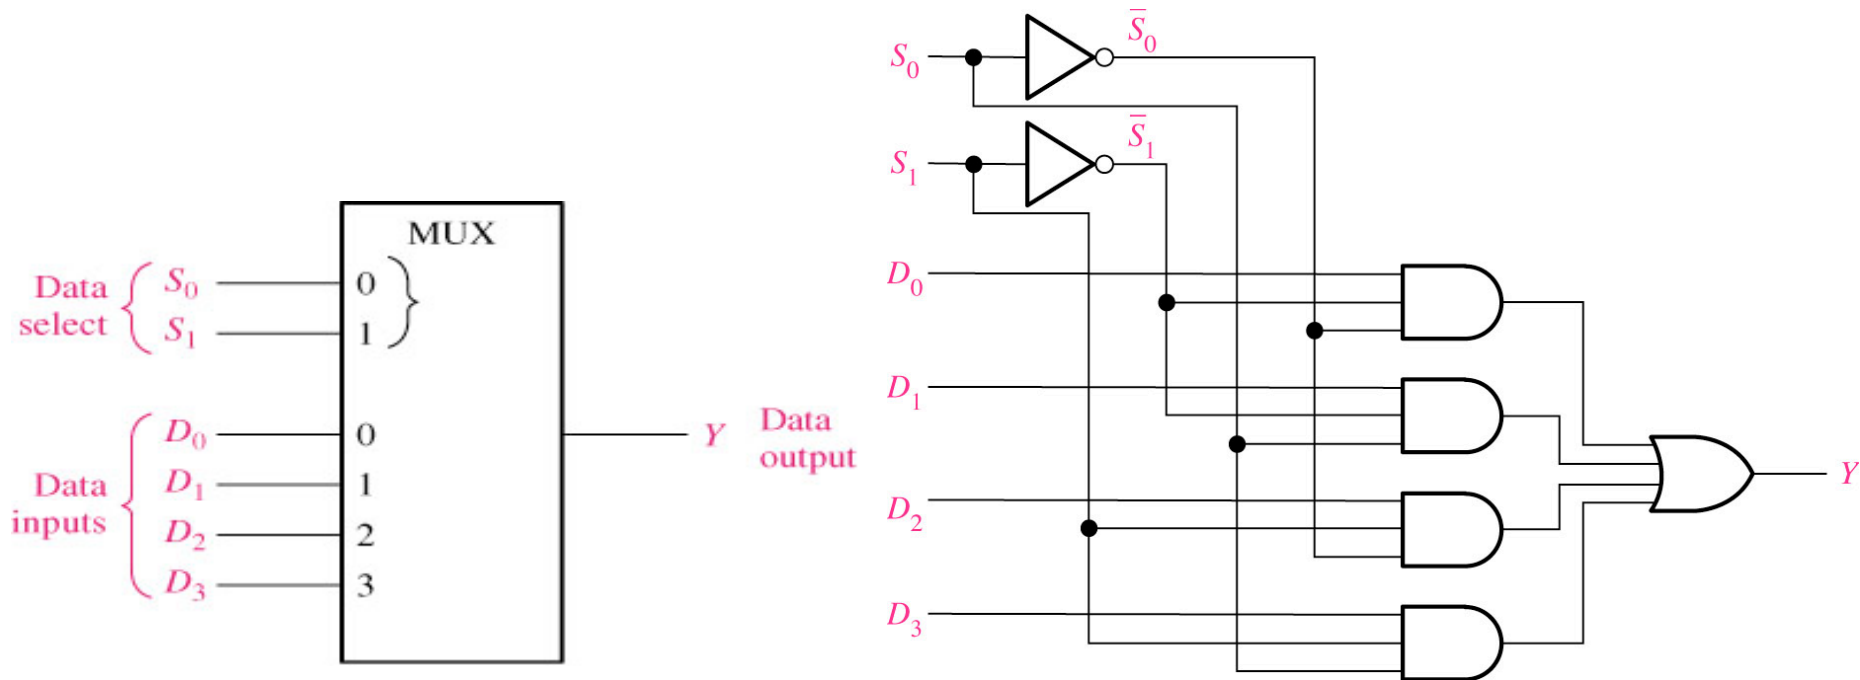 MUX
Data
select
S₀
0
S₁
1
Data
inputs
D₀
0
D₁
1
D₂
2
D₃
3
Y
Data
output
S₀
S̅₀
S₁
S̅₁
D₀
D₁
D₂
D₃
Y